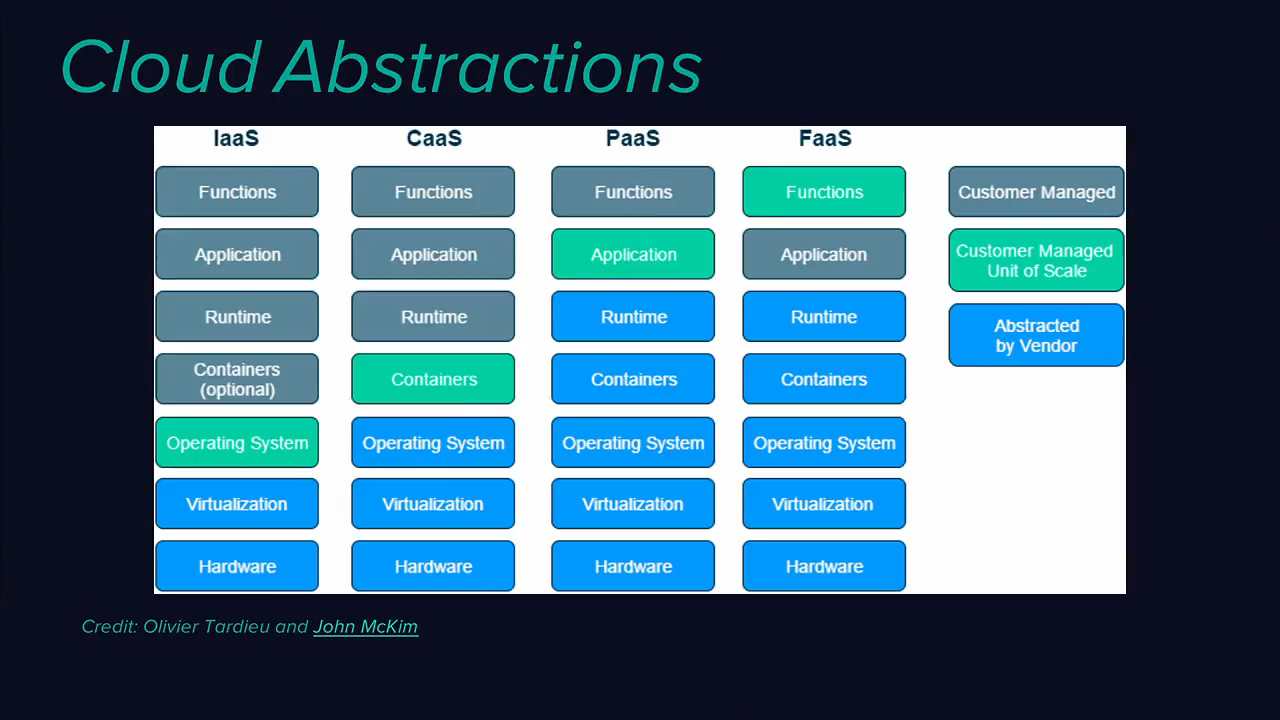 Cloud Abstractions
IaaS CaaS PaaS FaaS
Functions Functions Functions Functions Customer Managed
Application Application Application Application Customer Managed
Unit of Scale
Runtime Runtime Runtime Runtime Abstracted
by Vendor
Containers
(optional) Containers Containers Containers
Operating System Operating System Operating System Operating System
Virtualization Virtualization Virtualization Virtualization
Hardware Hardware Hardware Hardware
Credit: Olivier Tardieu and John McKim